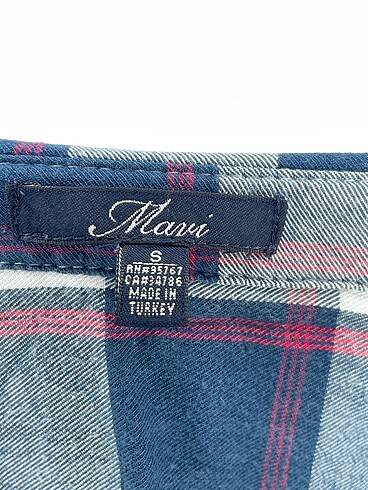 Mavi
S
RN#95767
CA#34786
MADE IN
TURKEY